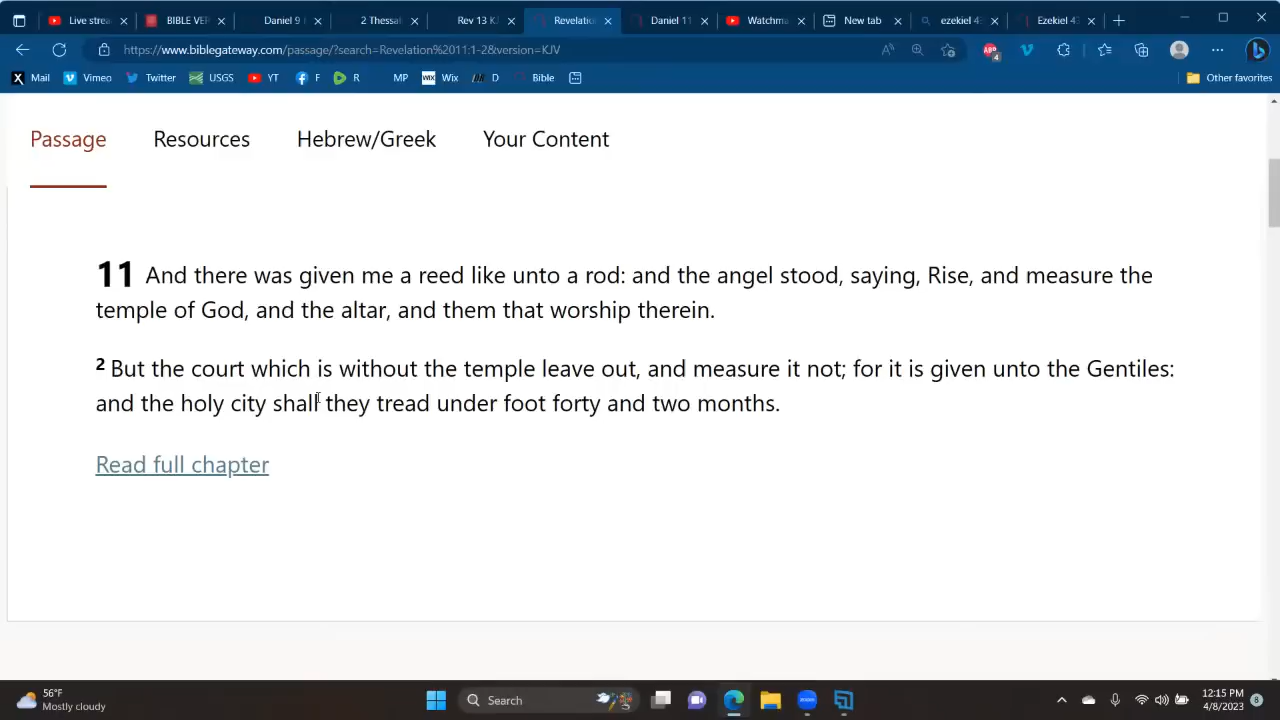 Live stream
BIBLE VER
Daniel 9
2 Thessal
Rev 13 KJ
Revelatio
Daniel 11
Watchma
New tab
ezekiel 43
Ezekiel 43
https://www.biblegateway.com/passage/?search=Revelation%2011:1-2&version=KJV
4
Mail
Vimeo
Twitter
USGS
YT
F
R
MP
Wix
D
Bible
Other favorites
Passage Resources Hebrew/Greek Your Content
11 And there was given me a reed like unto a rod: and the angel stood, saying, Rise, and measure the
temple of God, and the altar, and them that worship therein.
2 But the court which is without the temple leave out, and measure it not; for it is given unto the Gentiles:
and the holy city shall they tread under foot forty and two months.
Read full chapter
56°F
Mostly cloudy
Search
12:15 PM
4/8/2023
8